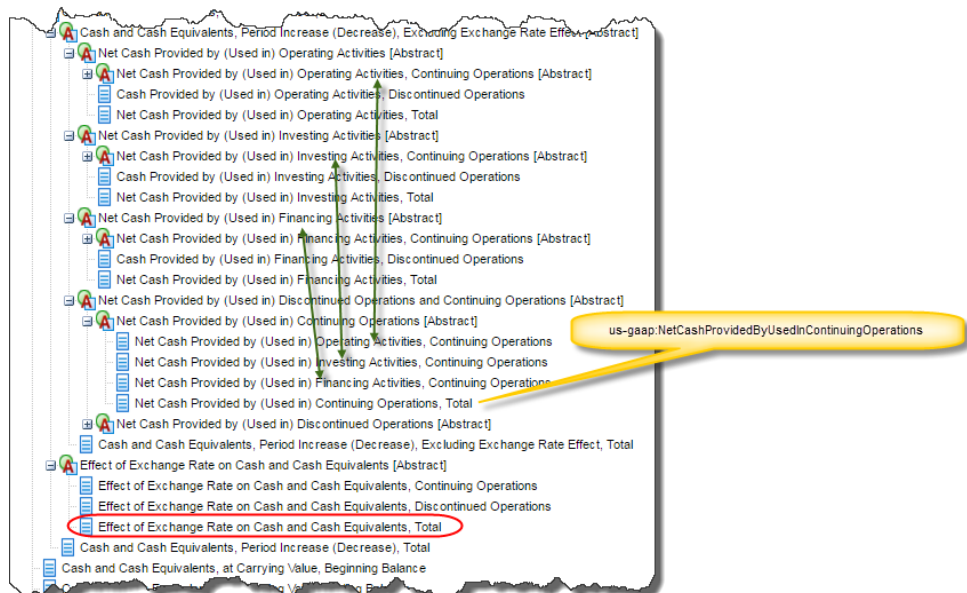 Cash and Cash Equivalents, Period Increase (Decrease), Excluding Exchange Rate Effect, Abstract]
Net Cash Provided by (Used in) Operating Activities [Abstract]
Net Cash Provided by (Used in) Operating Activities, Continuing Operations [Abstract]
Cash Provided by (Used in) Operating Activities, Discontinued Operations
Net Cash Provided by (Used in) Operating Activities, Total
Net Cash Provided by (Used in) Investing Activities [Abstract]
Net Cash Provided by (Used in) Investing Activities, Continuing Operations [Abstract]
Cash Provided by (Used in) Investing Activities, Discontinued Operations
Net Cash Provided by (Used in) Investing Activities, Total
Net Cash Provided by (Used in) Financing Activities [Abstract]
Net Cash Provided by (Used in) Financing Activities, Continuing Operations [Abstract]
Cash Provided by (Used in) Financing Activities, Discontinued Operations
Net Cash Provided by (Used in) Financing Activities, Total
Net Cash Provided by (Used in) Discontinued Operations and Continuing Operations [Abstract]
Net Cash Provided by (Used in) Continuing Operations [Abstract]
us-gaap:NetCashProvidedByUsedInContinuingOperations
Net Cash Provided by (Used in) Operating Activities, Continuing Operations
Net Cash Provided by (Used in) Investing Activities, Continuing Operations
Net Cash Provided by (Used in) Financing Activities, Continuing Operations
Net Cash Provided by (Used in) Continuing Operations, Total
Net Cash Provided by (Used in) Discontinued Operations [Abstract]
Cash and Cash Equivalents, Period Increase (Decrease), Excluding Exchange Rate Effect, Total
Effect of Exchange Rate on Cash and Cash Equivalents [Abstract]
Effect of Exchange Rate on Cash and Cash Equivalents, Continuing Operations
Effect of Exchange Rate on Cash and Cash Equivalents, Discontinued Operations
Effect of Exchange Rate on Cash and Cash Equivalents, Total
Cash and Cash Equivalents, Period Increase (Decrease), Total
Cash and Cash Equivalents, at Carrying Value, Beginning Balance